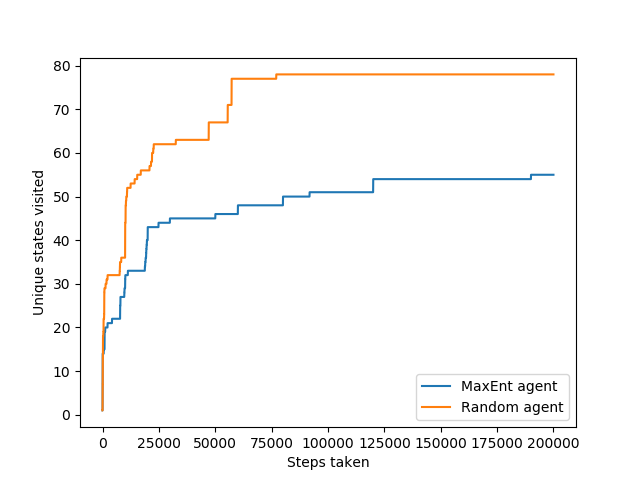 80
70
60
50
40
30
20
10
0
Unique states visited
MaxEnt agent
Random agent
0 25000 50000 75000 100000 125000 150000 175000 200000
Steps taken